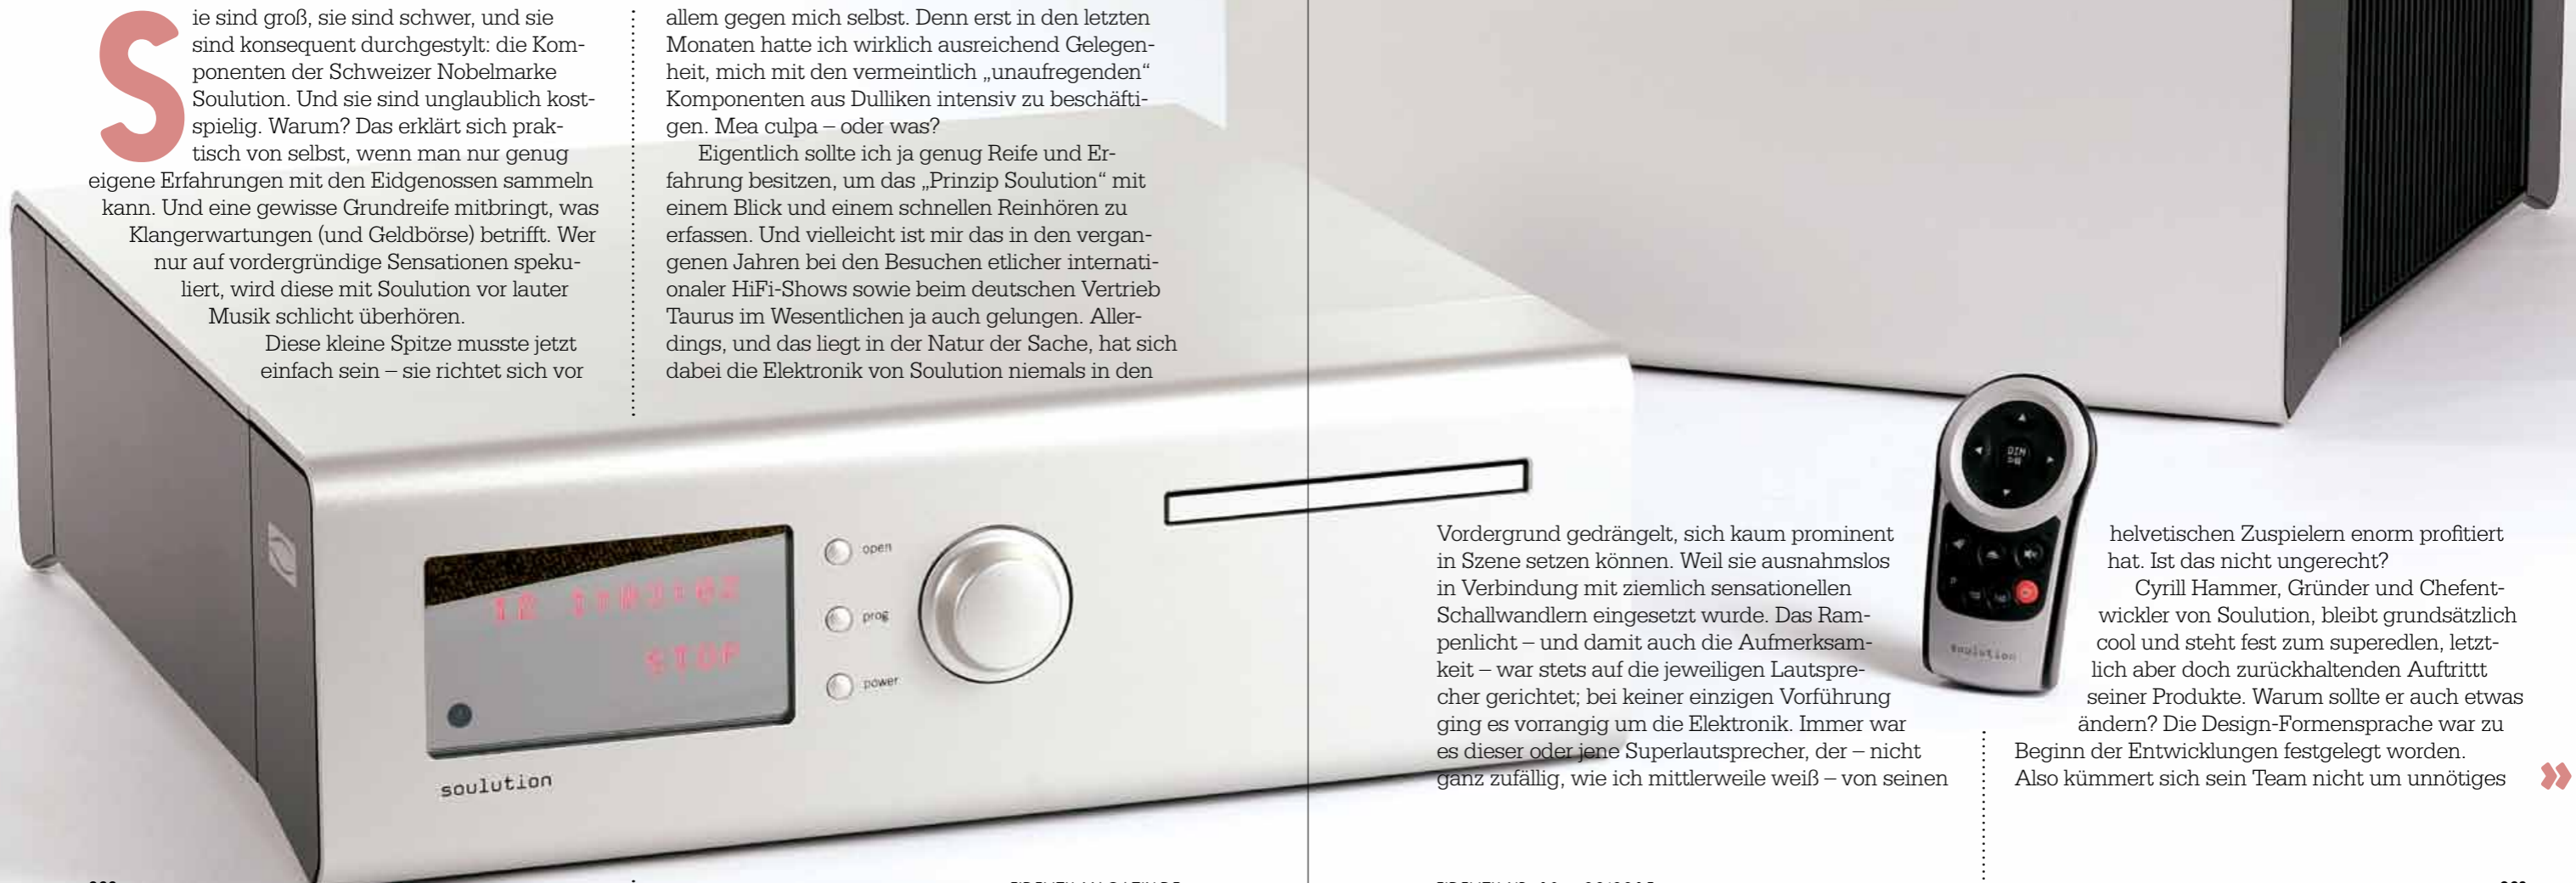 Sie sind groß, sie sind schwer, und sie
sind konsequent durchgestylt: die Kom-
ponenten der Schweizer Nobelmarke
Soulution. Und sie sind unglaublich kost-
spielig. Warum? Das erklärt sich prak-
tisch von selbst, wenn man nur genug
eigene Erfahrungen mit den Eidgenossen sammeln
kann. Und eine gewisse Grundreife mitbringt, was
Klangerwartungen (und Geldbörse) betrifft. Wer
nur auf vordergründige Sensationen speku-
liert, wird diese mit Soulution vor lauter
Musik schlicht überhören.
Diese kleine Spitze musste jetzt
einfach sein – sie richtet sich vor
allem gegen mich selbst. Denn erst in den letzten
Monaten hatte ich wirklich ausreichend Gelegen-
heit, mich mit den vermeintlich „unaufregenden“
Komponenten aus Dulliken intensiv zu beschäfti-
gen. Mea culpa – oder was?
Eigentlich sollte ich ja genug Reife und Er-
fahrung besitzen, um das „Prinzip Soulution“ mit
einem Blick und einem schnellen Reinhören zu
erfassen. Und vielleicht ist mir das in den vergan-
genen Jahren bei den Besuchen etlicher internati-
onaler HiFi-Shows sowie beim deutschen Vertrieb
Taurus im Wesentlichen ja auch gelungen. Aller-
dings, und das liegt in der Natur der Sache, hat sich
dabei die Elektronik von Soulution niemals in den
Vordergrund gedrängelt, sich kaum prominent
in Szene setzen können. Weil sie ausnahmslos
in Verbindung mit ziemlich sensationellen
Schallwandlern eingesetzt wurde. Das Ram-
penlicht – und damit auch die Aufmerksam-
keit – war stets auf die jeweiligen Lautspre-
cher gerichtet; bei keiner einzigen Vorführung
ging es vorrangig um die Elektronik. Immer war
es dieser oder jene Superlautsprecher, der – nicht
ganz zufällig, wie ich mittlerweile weiß – von seinen
helvetischen Zuspielern enorm profitiert
hat. Ist das nicht ungerecht?
Cyrill Hammer, Gründer und Chefent-
wickler von Soulution, bleibt grundsätzlich
cool und steht fest zum superedlen, letzt-
lich aber doch zurückhaltenden Auftrittt
seiner Produkte. Warum sollte er auch etwas
ändern? Die Design-Formensprache war zu
Beginn der Entwicklungen festgelegt worden.
Also kümmert sich sein Team nicht um unnötiges
open
prog
power
STOP
soulution
DIM
soulution